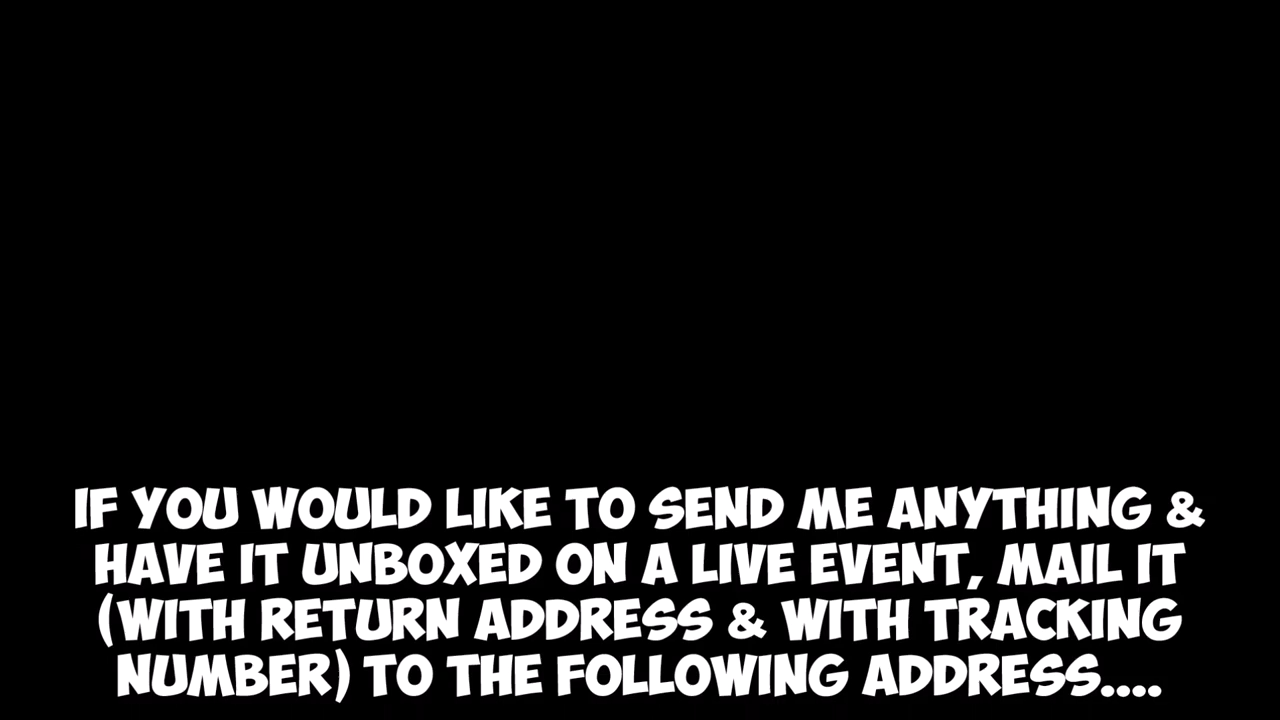 IF YOU WOULD LIKE TO SEND ME ANYTHING &
HAVE IT UNBOXED ON A LIVE EVENT, MAIL IT
(WITH RETURN ADDRESS & WITH TRACKING
NUMBER) TO THE FOLLOWING ADDRESS....